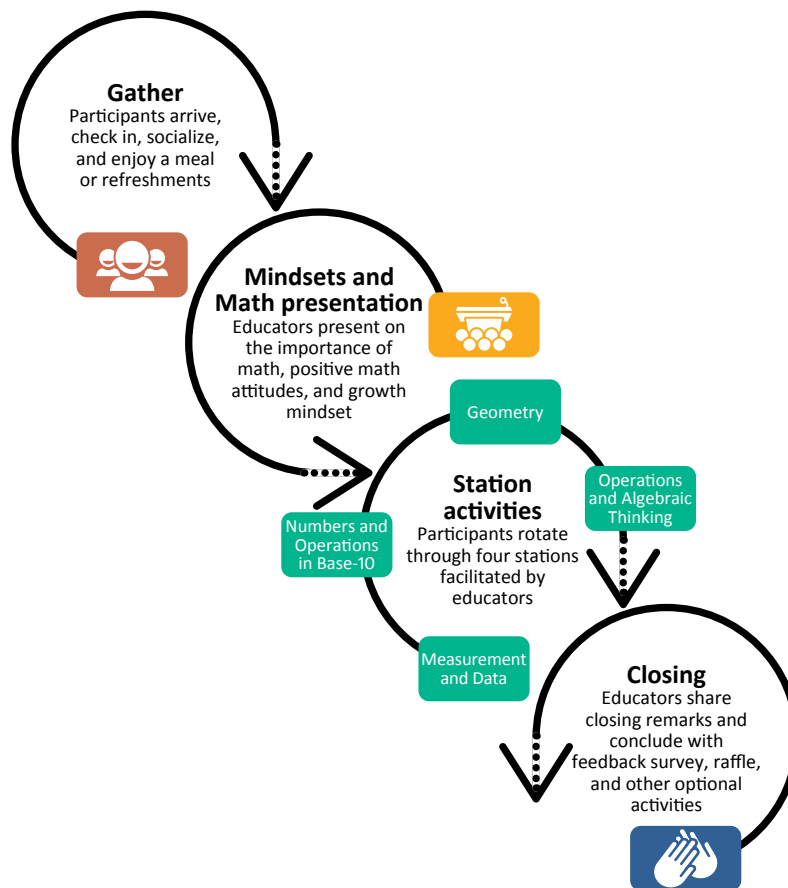 Gather
Participants arrive,
check in, socialize,
and enjoy a meal
or refreshments
Mindsets and
Math presentation
Educators present on
the importance of
math, positive math
attitudes, and growth
mindset
Geometry
Station
activities
Participants rotate
through four stations
facilitated by
educators
Operations
and Algebraic
Thinking
Numbers and
Operations
in Base-10
Measurement
and Data
Closing
Educators share
closing remarks and
conclude with
feedback survey, raffle,
and other optional
activities